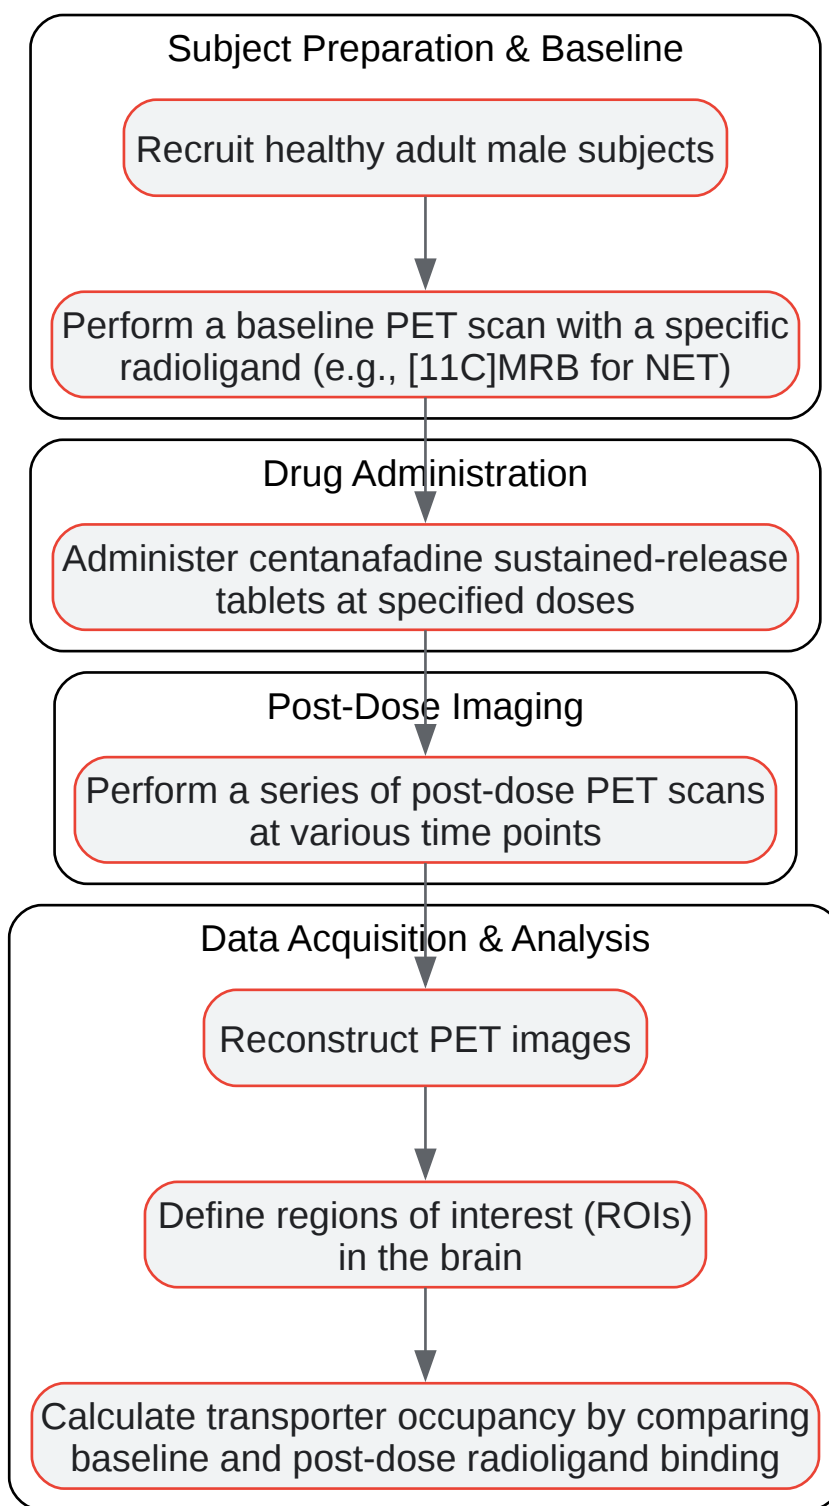 Subject Preparation & Baseline
Recruit healthy adult male subjects
Perform a baseline PET scan with a specific
radioligand (e.g., [11C]MRB for NET)
Drug Administration
Administer centanafadine sustained-release
tablets at specified doses
Post-Dose Imaging
Perform a series of post-dose PET scans
at various time points
Data Acquisition & Analysis
Reconstruct PET images
Define regions of interest (ROIs)
in the brain
Calculate transporter occupancy by comparing
baseline and post-dose radioligand binding